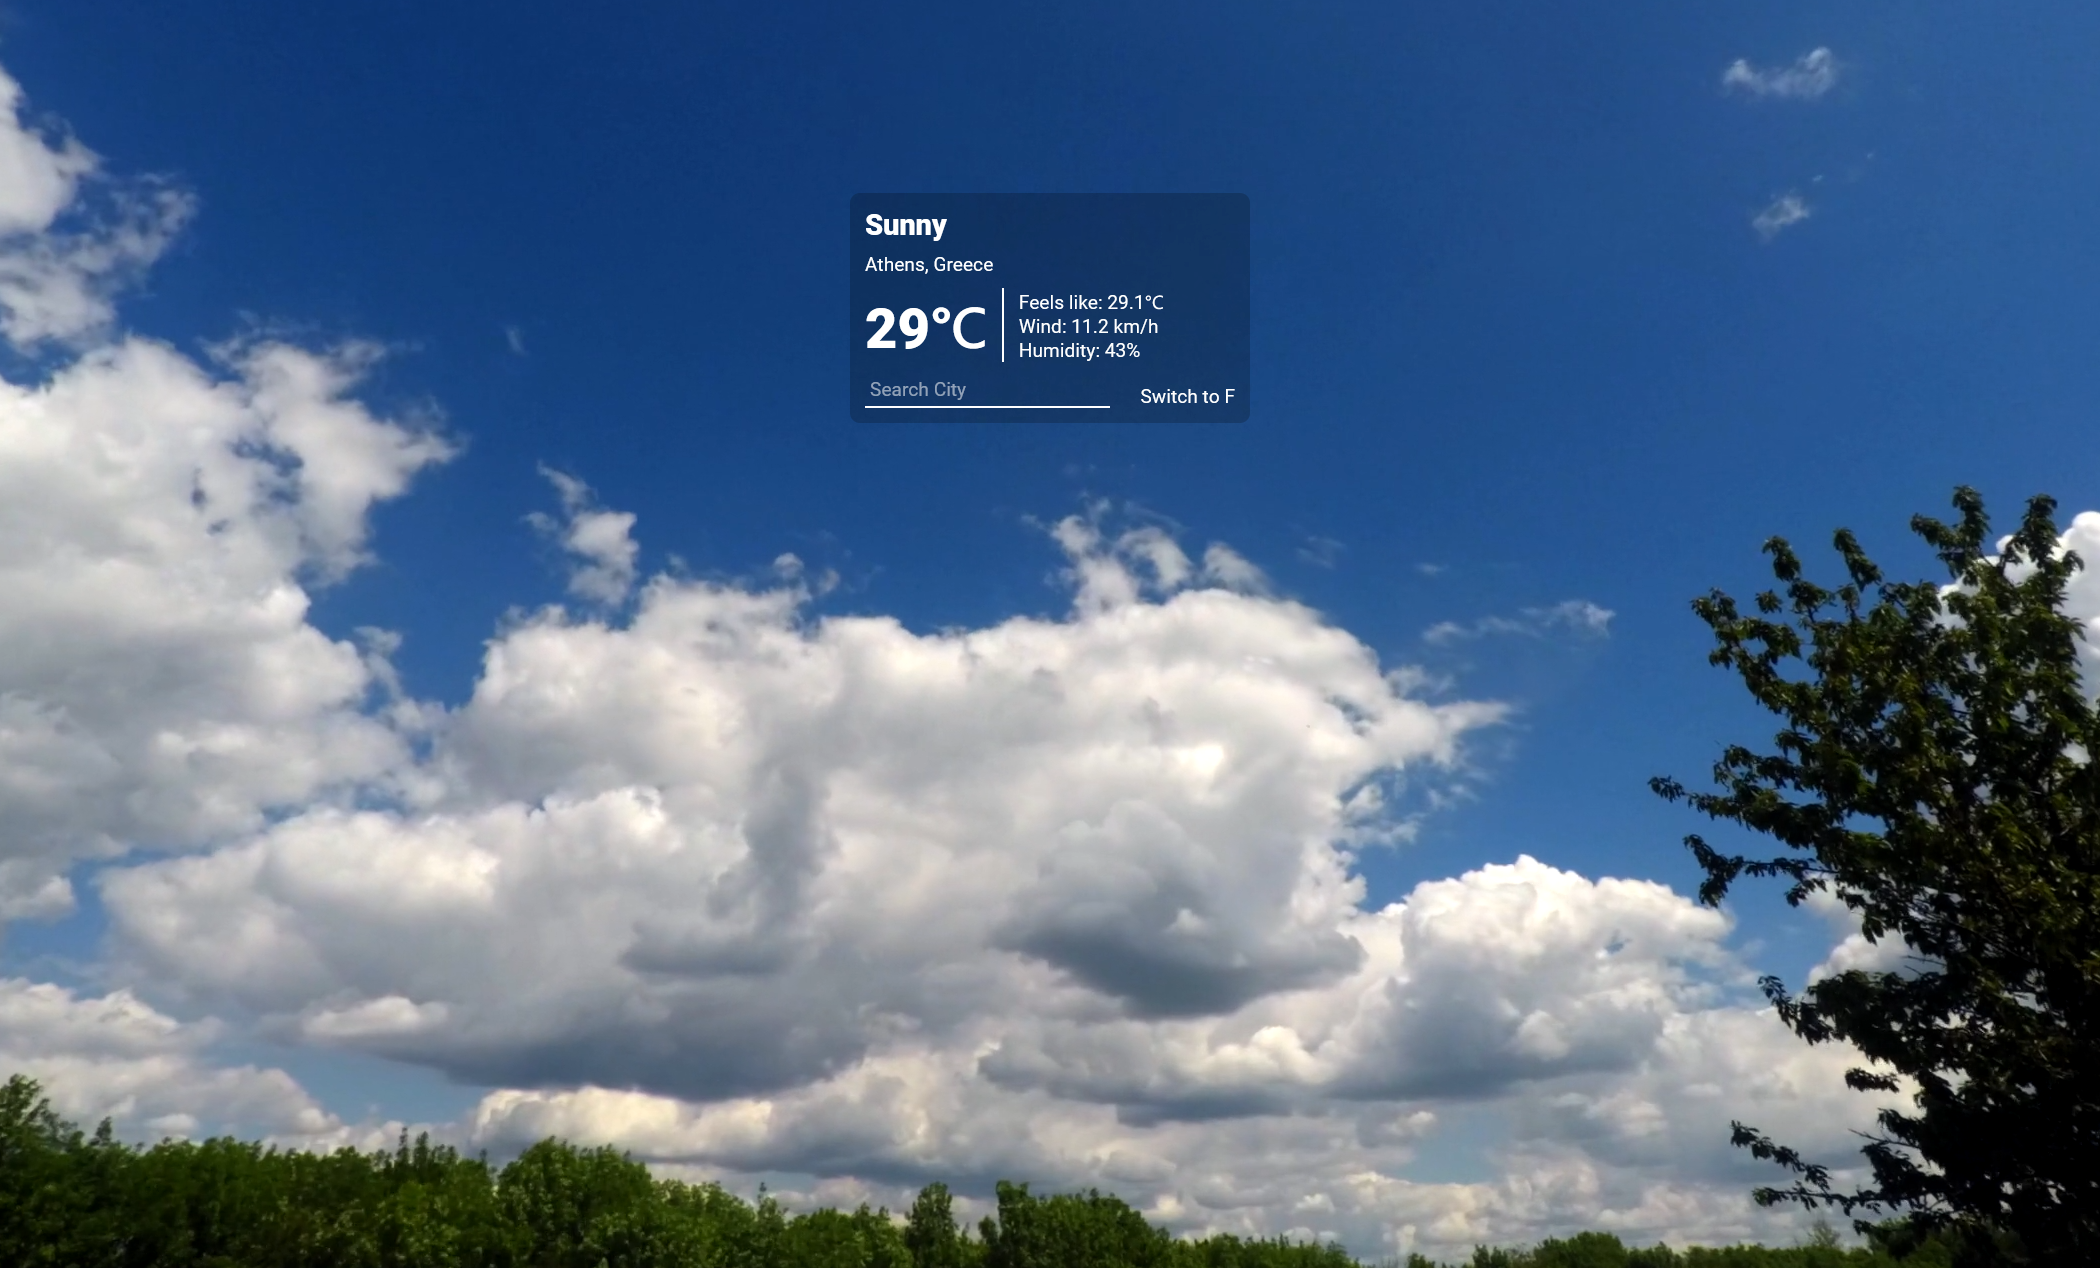 Sunny
Athens, Greece
29°C
Feels like: 29.1°C
Wind: 11.2 km/h
Humidity: 43%
Search City
Switch to F